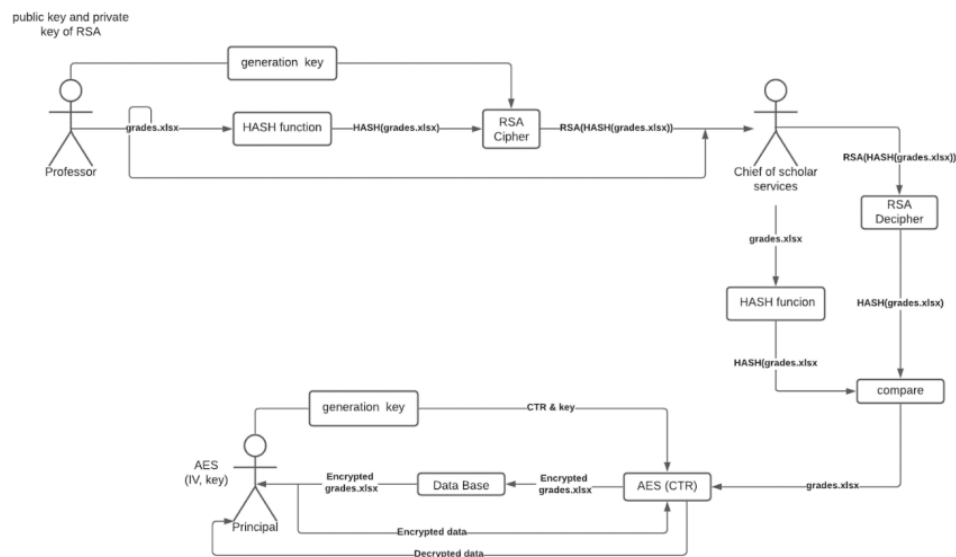 public key and private
key of RSA
generation key
grades.xlsx
HASH function
HASH(grades.xlsx)
RSA
Cipher
RSA(HASH(grades.xlsx))
Professor
Chief of scholar
services
RSA(HASH(grades.xlsx))
RSA
Decipher
grades.xlsx
HASH funcion
HASH(grades.xlsx)
HASH(grades.xlsx
compare
generation key
CTR & key
AES
(IV, key)
Encrypted
grades.xlsx
Data Base
Encrypted
grades.xlsx
AES (CTR)
grades.xlsx
Principal
Encrypted data
Decrypted data